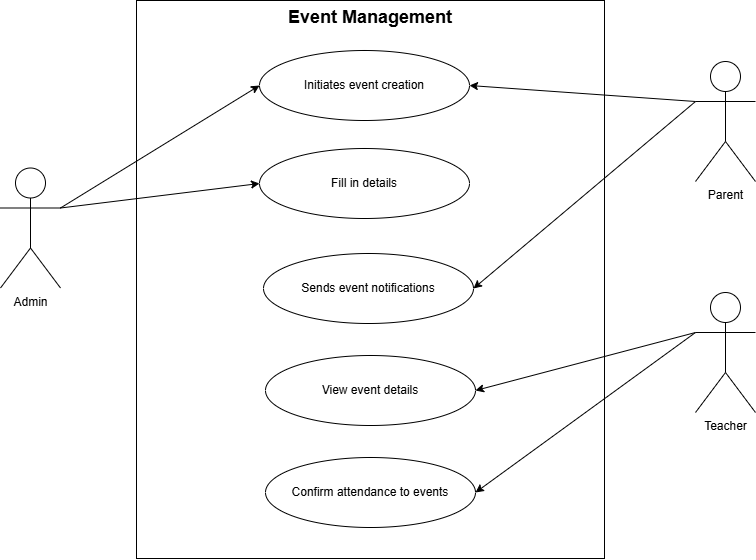 Event Management
Initiates event creation
Fill in details
Parent
Sends event notifications
Admin
View event details
Teacher
Confirm attendance to events